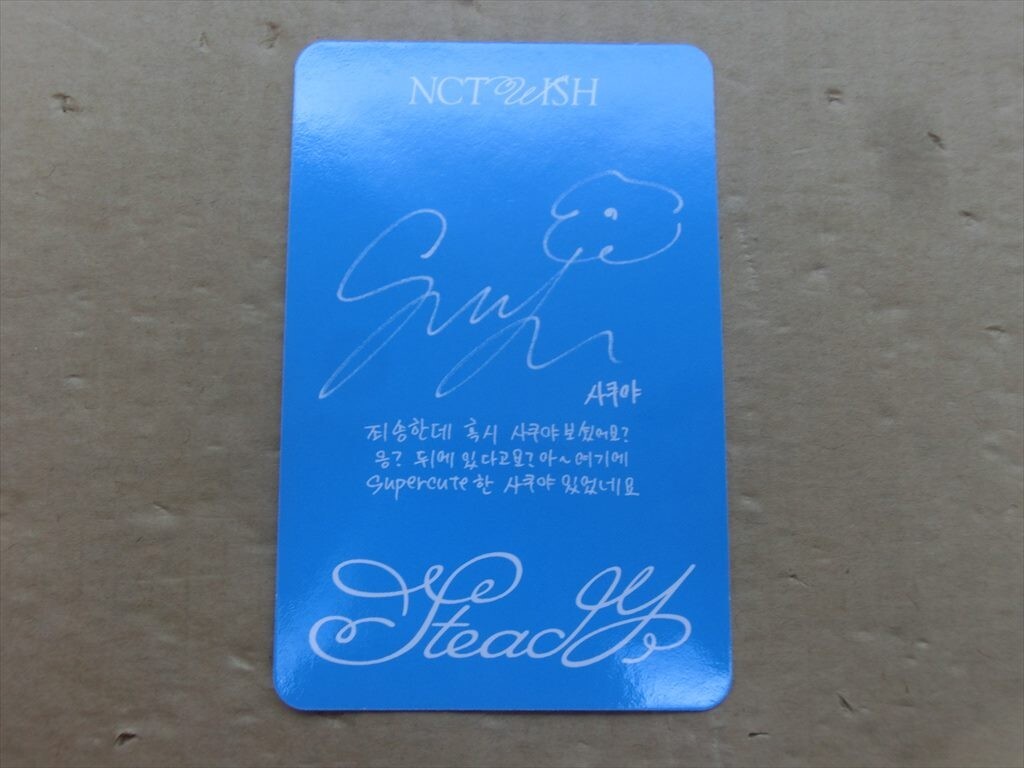 NCT WISH
사쿠야
죄송한데 혹시 사쿠야 보셨어요?
응? 뒤에 있다고요? 아~ 여기에
Supercute 한 사쿠야 있었네요
Steady